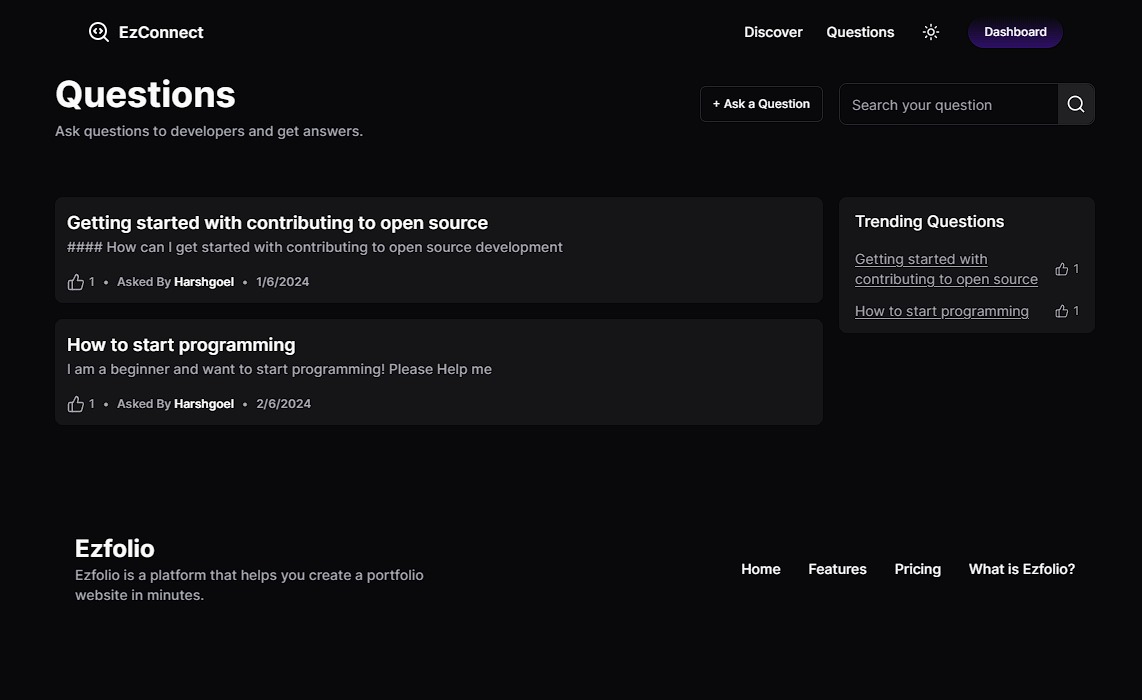 EzConnect
Discover
Questions
Dashboard
Questions
Ask questions to developers and get answers.
+ Ask a Question
Search your question
Getting started with contributing to open source
#### How can I get started with contributing to open source development
1 • Asked By Harshgoel • 1/6/2024
How to start programming
I am a beginner and want to start programming! Please Help me
1 • Asked By Harshgoel • 2/6/2024
Trending Questions
Getting started with
contributing to open source
1
How to start programming
1
Ezfolio
Ezfolio is a platform that helps you create a portfolio
website in minutes.
Home
Features
Pricing
What is Ezfolio?